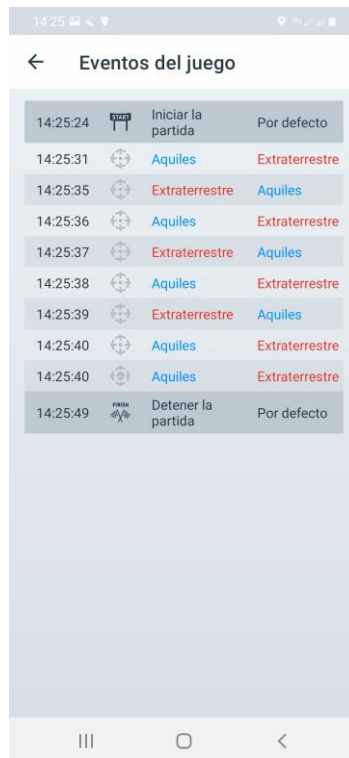 14:25
Eventos del juego
14:25:24 START Iniciar la partida Por defecto
14:25:31 Aquiles Extraterrestre
14:25:35 Extraterrestre Aquiles
14:25:36 Aquiles Extraterrestre
14:25:37 Extraterrestre Aquiles
14:25:38 Aquiles Extraterrestre
14:25:39 Extraterrestre Aquiles
14:25:40 Aquiles Extraterrestre
14:25:40 Aquiles Extraterrestre
14:25:49 FINISH Detener la partida Por defecto